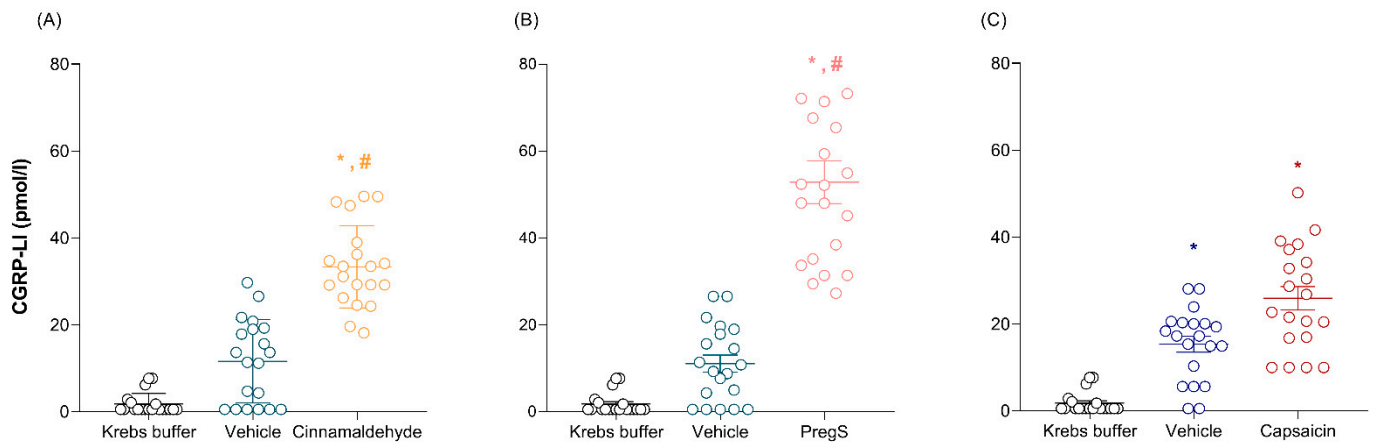 (A)
(B)
(C)
CGRP-LI (pmol/l)
80
60
40
20
0
* , #
Krebs buffer
Vehicle
Cinnamaldehyde
80
60
40
20
0
* , #
Krebs buffer
Vehicle
PregS
80
60
40
20
0
*
*
Krebs buffer
Vehicle
Capsaicin